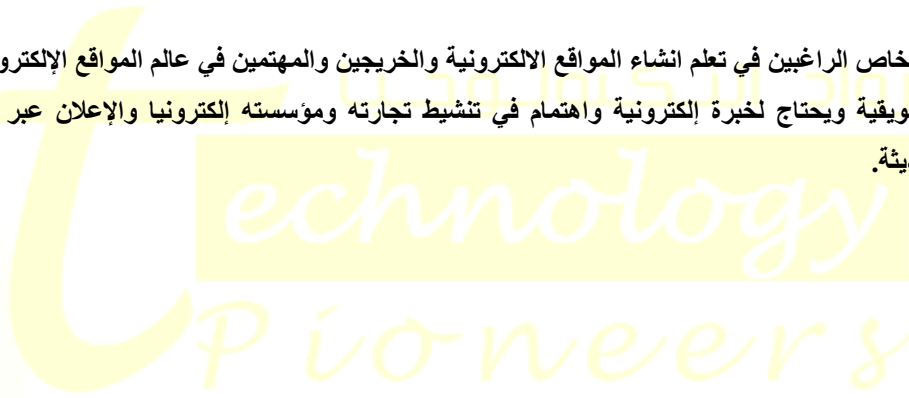 خاص الراغبين في تعلم انشاء المواقع الالكترونية والخريجين والمهتمين في عالم المواقع الإلكترو
ويقية ويحتاج لخبرة إلكترونية واهتمام في تنشيط تجارته ومؤسسته إلكترونيا والإعلان عبر
يثة.
technology
Pioneers